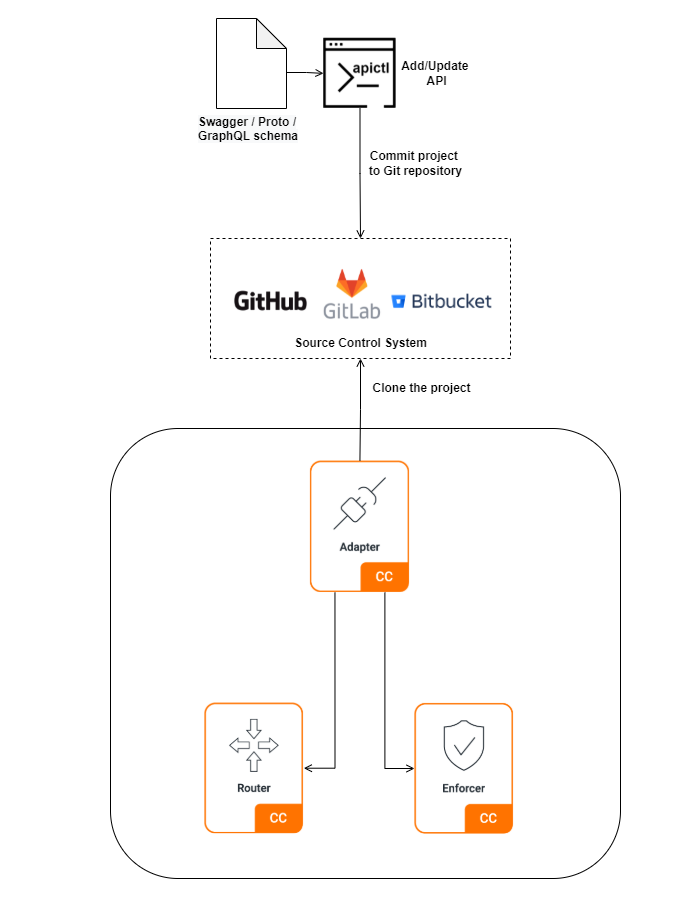 apictl
Add/Update
API
Swagger / Proto /
GraphQL schema
Commit project
to Git repository
GitHub
GitLab
Bitbucket
Source Control System
Clone the project
Adapter
CC
Router
CC
Enforcer
CC